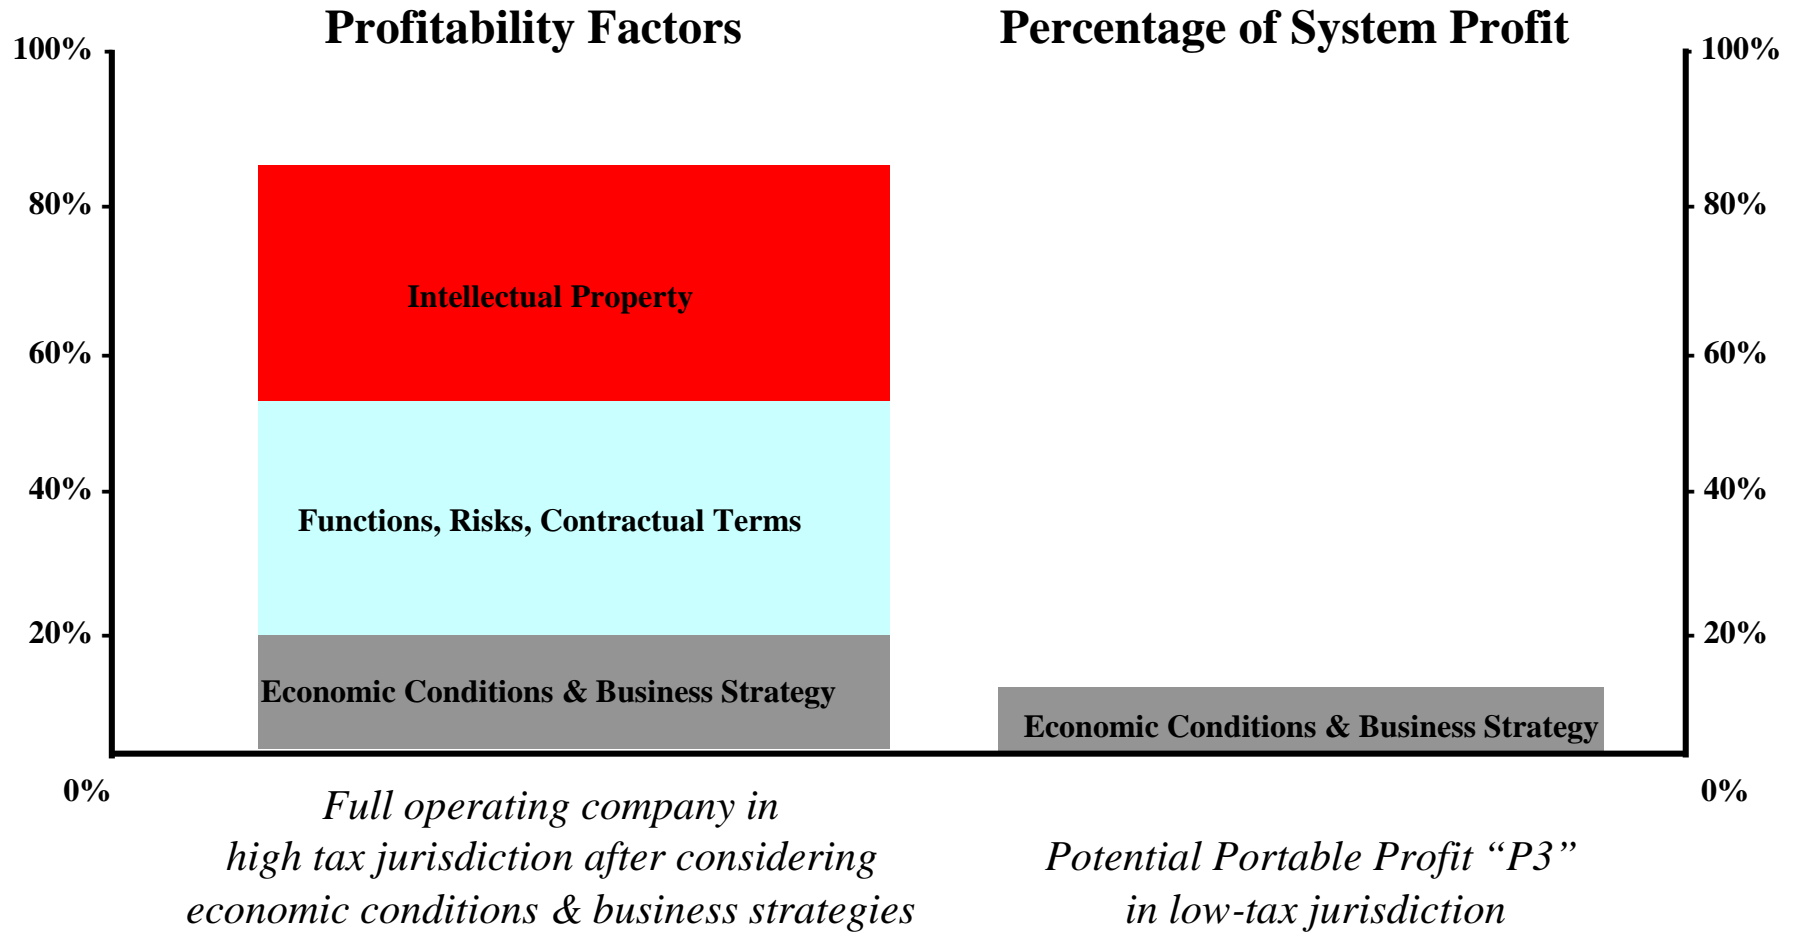 Profitability Factors
Percentage of System Profit
100%
100%
80%
80%
Intellectual Property
60%
60%
40%
40%
Functions, Risks, Contractual Terms
20%
20%
Economic Conditions & Business Strategy
Economic Conditions & Business Strategy
0%
0%
Full operating company in
high tax jurisdiction after considering
economic conditions & business strategies
Potential Portable Profit “P3”
in low-tax jurisdiction